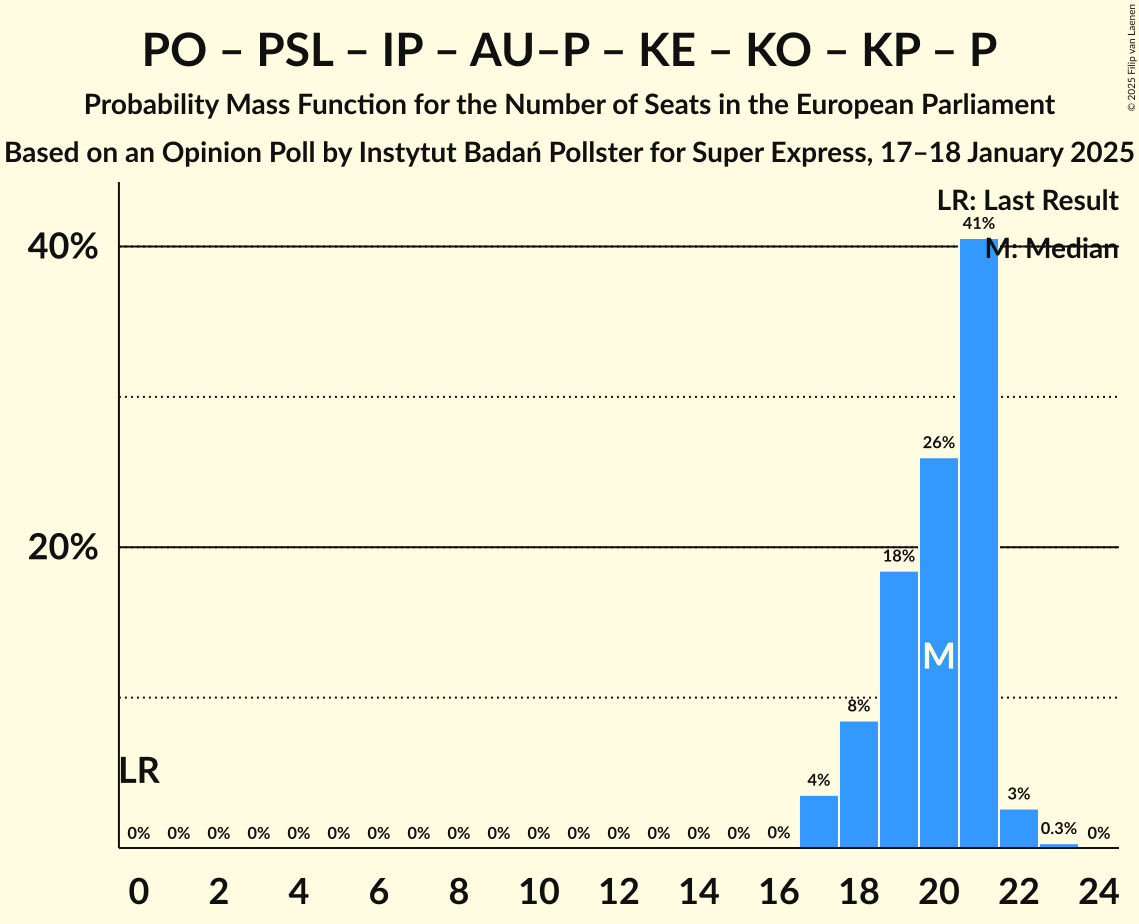 PO – PSL – IP – AU–P – KE – KO – KP – P
Probability Mass Function for the Number of Seats in the European Parliament
Based on an Opinion Poll by Instytut Badań Pollster for Super Express, 17–18 January 2025
© 2025 Filip van Laenen
LR: Last Result
M: Median
40%
20%
41%
26%
18%
8%
4%
3%
0.3%
M
LR
0% 0% 0% 0% 0% 0% 0% 0% 0% 0% 0% 0% 0% 0% 0% 0% 0% 0%
0 2 4 6 8 10 12 14 16 18 20 22 24